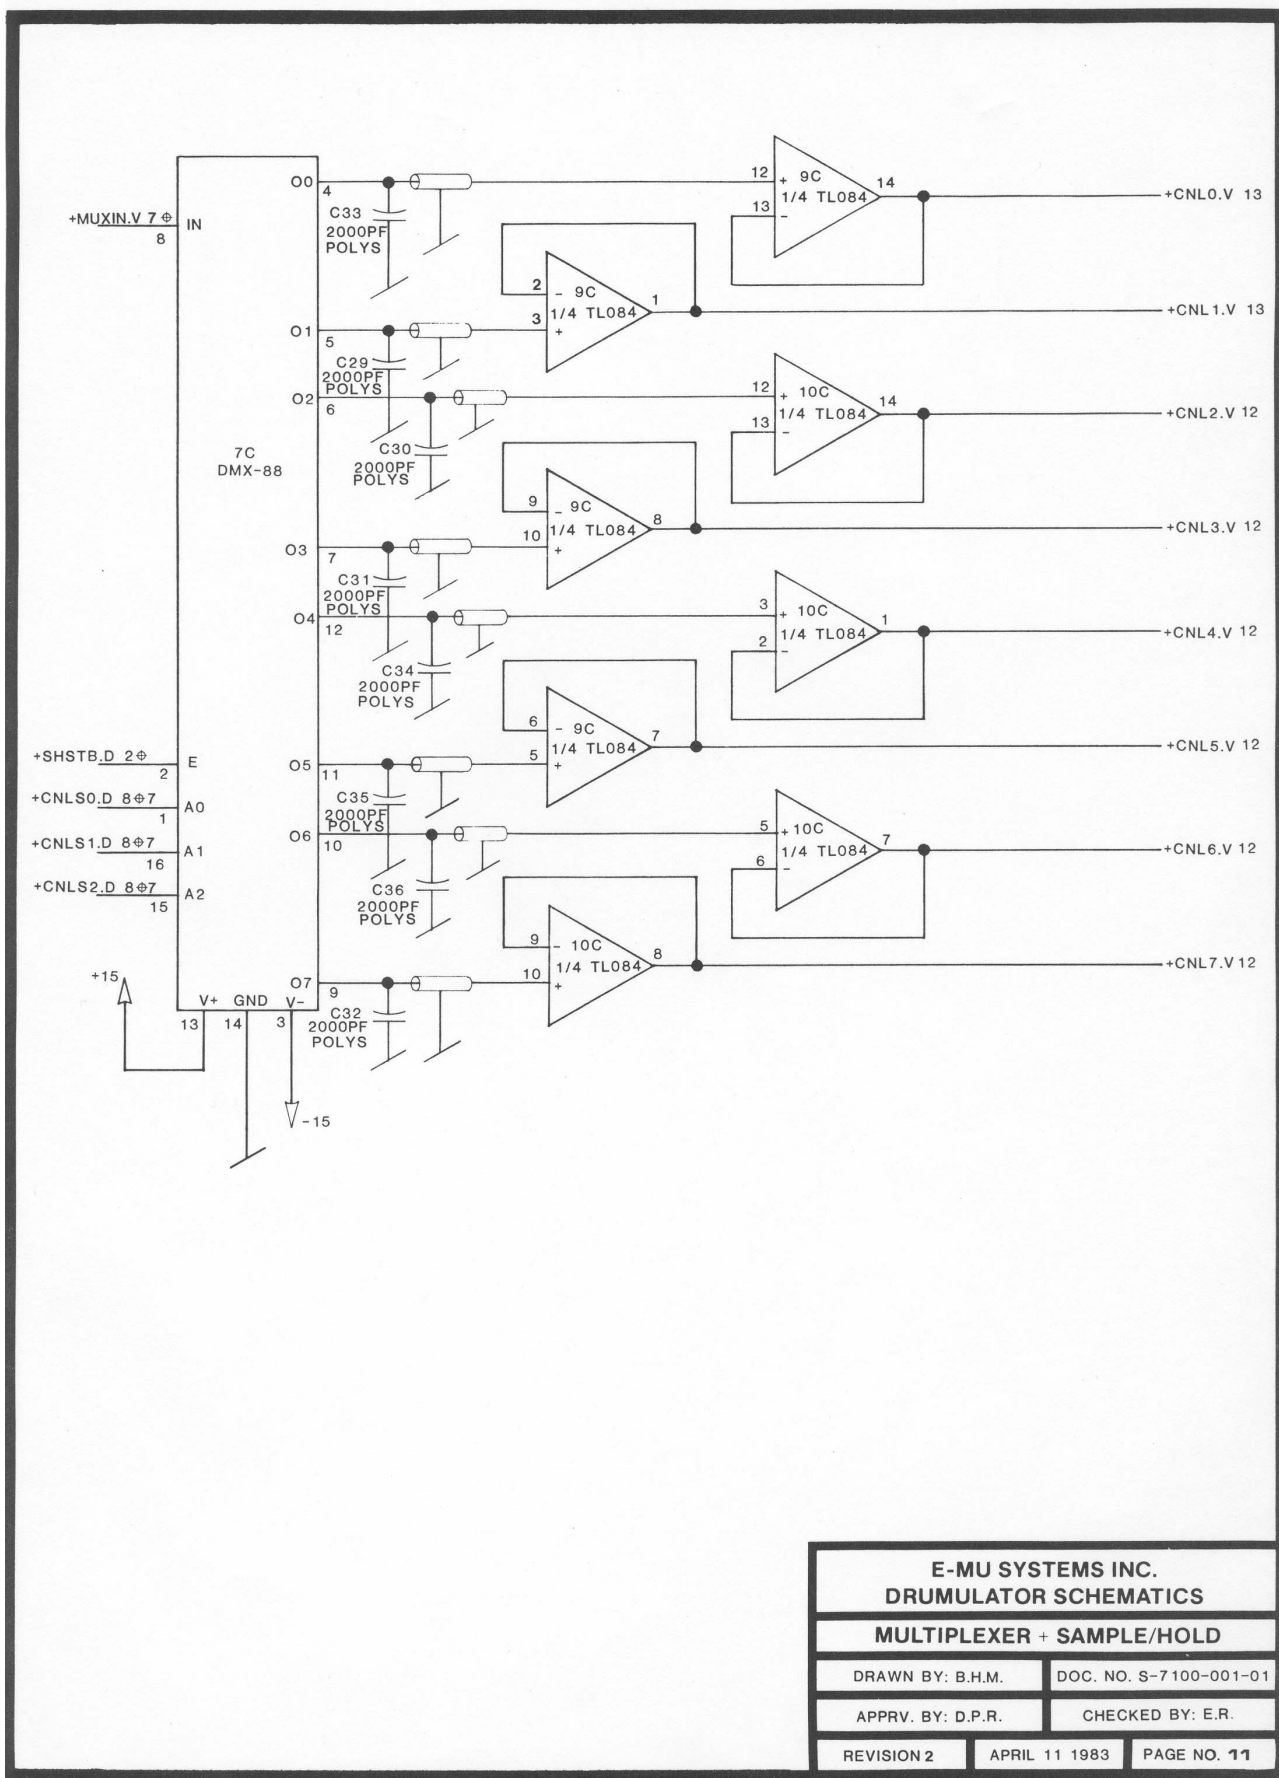 O0
4
C33
2000PF
POLYS
+MUXIN.V 7⌖
8
IN
12 + 9C 14
1/4 TL084
13 -
+CNL0.V 13
2 - 9C 1
1/4 TL084
3 +
+CNL1.V 13
O1
5
C29
2000PF
POLYS
O2
6
12 + 10C 14
1/4 TL084
13 -
+CNL2.V 12
C30
2000PF
POLYS
7C
DMX-88
9 - 9C 8
1/4 TL084
10 +
+CNL3.V 12
O3
7
C31
2000PF
POLYS
O4
12
3 + 10C 1
1/4 TL084
2 -
+CNL4.V 12
C34
2000PF
POLYS
6 - 9C 7
1/4 TL084
5 +
+CNL5.V 12
+SHSTB.D 2⌖
2
E
O5
11
C35
2000PF
POLYS
+CNLS0.D 8⌖7
1
A0
O6
10
5 + 10C 7
1/4 TL084
6 -
+CNL6.V 12
+CNLS1.D 8⌖7
16
A1
+CNLS2.D 8⌖7
15
A2
C36
2000PF
POLYS
9 - 10C 8
1/4 TL084
10 +
+CNL7.V 12
O7
9
C32
2000PF
POLYS
+15
V+ GND V-
13 14 3
-15
E-MU SYSTEMS INC.
DRUMULATOR SCHEMATICS
MULTIPLEXER + SAMPLE/HOLD
DRAWN BY: B.H.M. DOC. NO. S-7100-001-01
APPRV. BY: D.P.R. CHECKED BY: E.R.
REVISION 2 APRIL 11 1983 PAGE NO. 11